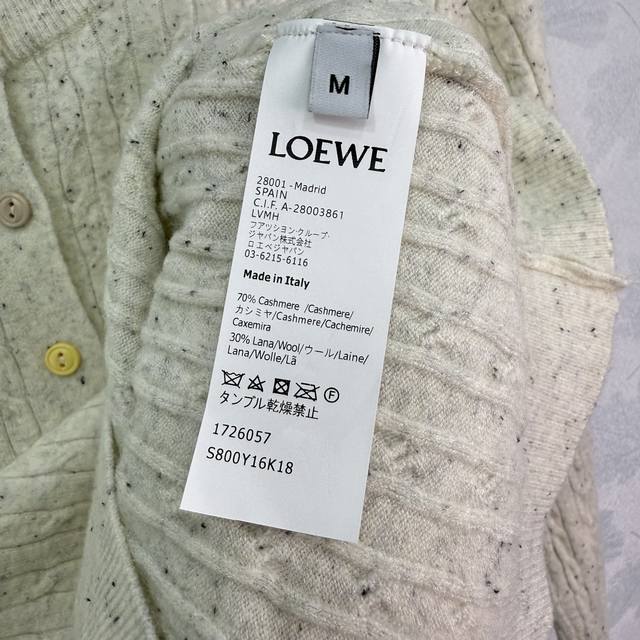 M
LOEWE
28001 - Madrid
SPAIN
C.I.F. A-28003861
LVMH
ファッション・グループ・
ジャパン株式会社
ロエベジャパン
03-6215-6116
Made in Italy
70% Cashmere /Cashmere/
カシミヤ/Cashmere/Cachemire/
Caxemira
30% Lana/Wool/ウール/Laine/
Lana/Wolle/Lã
F
タンブル乾燥禁止
1726057
S800Y16K18